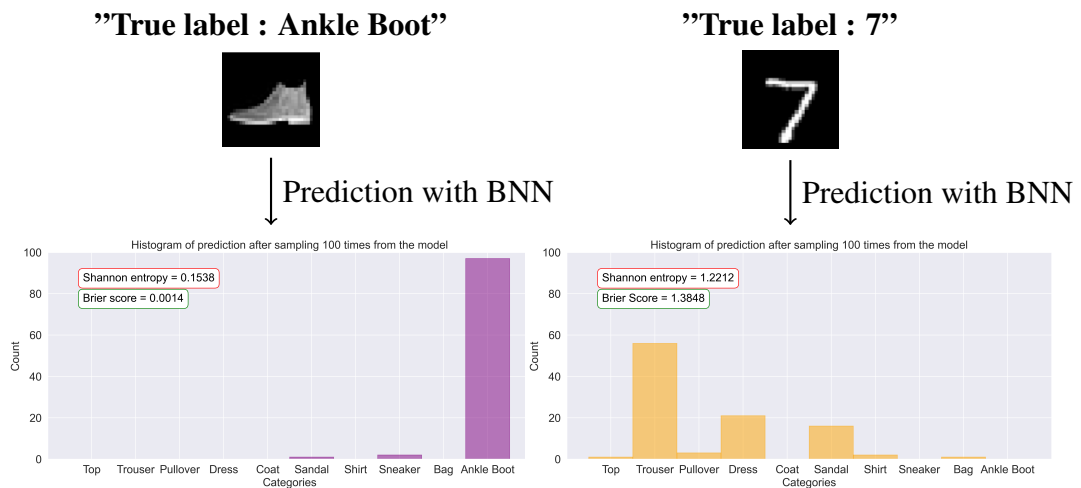 ”True label : Ankle Boot”
Prediction with BNN
Histogram of prediction after sampling 100 times from the model
Shannon entropy = 0.1538
Brier score = 0.0014
100
80
60
40
20
0
Count
Top Trouser Pullover Dress Coat Sandal Shirt Sneaker Bag Ankle Boot
Categories
”True label : 7”
7
Prediction with BNN
Histogram of prediction after sampling 100 times from the model
Shannon entropy = 1.2212
Brier Score = 1.3848
100
80
60
40
20
0
Count
Top Trouser Pullover Dress Coat Sandal Shirt Sneaker Bag Ankle Boot
Categories